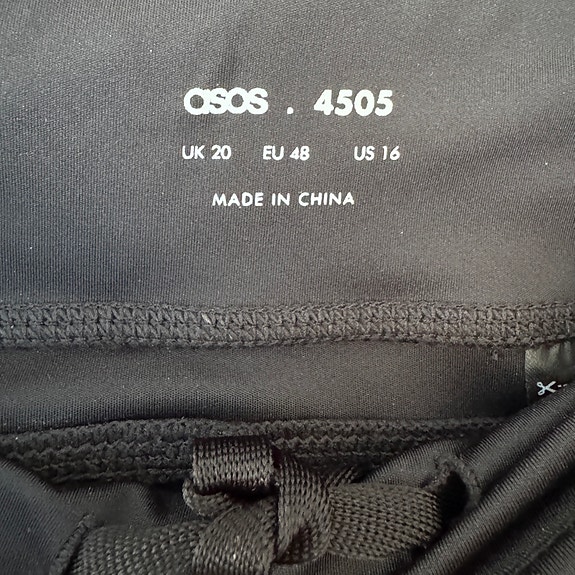 asos . 4505
UK 20 EU 48 US 16
MADE IN CHINA